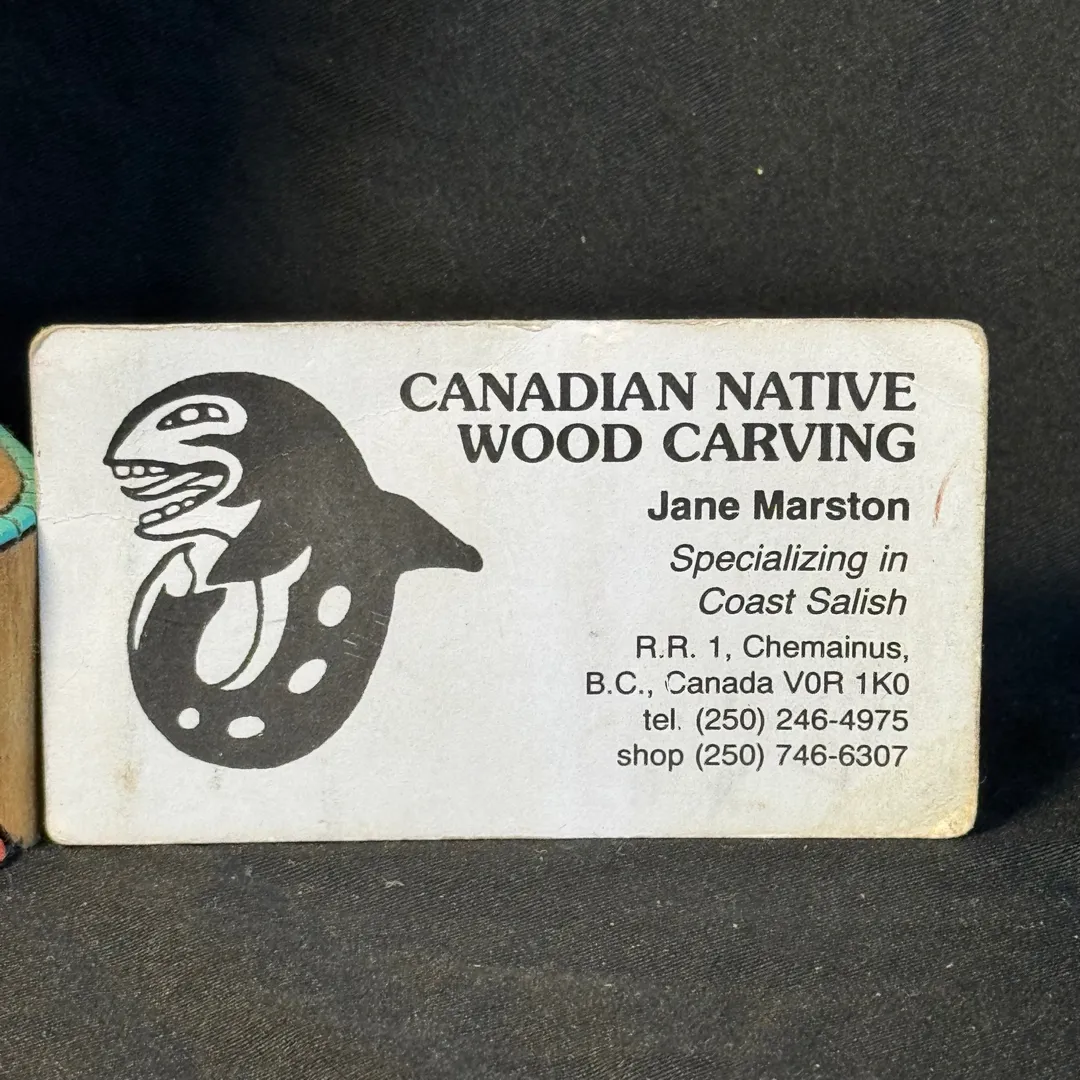 CANADIAN NATIVE
WOOD CARVING
Jane Marston
Specializing in
Coast Salish
R.R. 1, Chemainus,
B.C., Canada V0R 1K0
tel. (250) 246-4975
shop (250) 746-6307